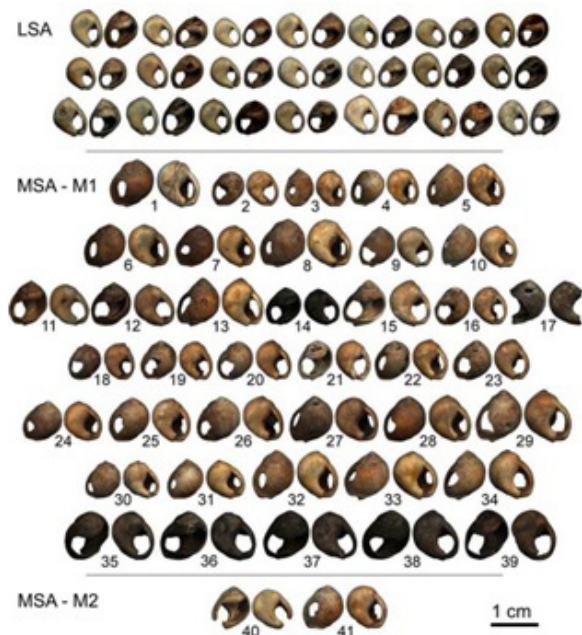 LSA
MSA - M1
1 2 3 4 5
6 7 8 9 10
11 12 13 14 15 16 17
18 19 20 21 22 23
24 25 26 27 28 29
30 31 32 33 34
35 36 37 38 39
MSA - M2
40 41
1 cm